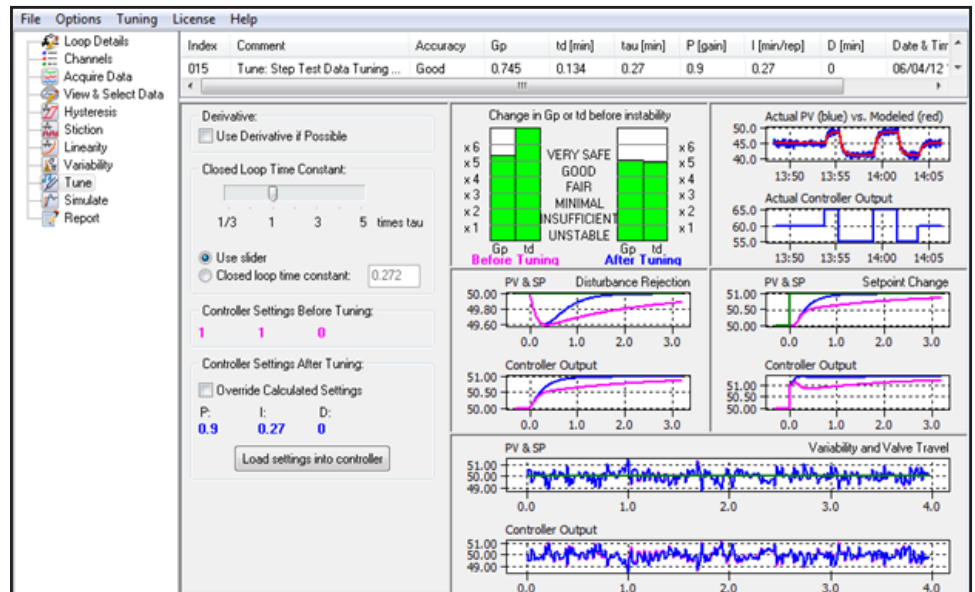 File Options Tuning License Help
Loop Details
Channels
Acquire Data
View & Select Data
Hysteresis
Stiction
Linearity
Variability
Tune
Simulate
Report
Index Comment Accuracy Gp td [min] tau [min] P [gain] I [min/rep] D [min] Date & Tim
015 Tune: Step Test Data Tuning ... Good 0.745 0.134 0.27 0.9 0.27 0 06/04/12
Derivative:
Use Derivative if Possible
Closed Loop Time Constant:
1/3 1 3 5 times tau
Use slider
Closed loop time constant: 0.272
Controller Settings Before Tuning:
1 1 0
Controller Settings After Tuning:
Override Calculated Settings
P: I: D:
0.9 0.27 0
Load settings into controller
Change in Gp or td before instability
x 6 x 6
x 5 VERY SAFE x 5
x 4 GOOD x 4
x 3 FAIR x 3
x 2 MINIMAL x 2
INSUFFICIENT
x 1 UNSTABLE x 1
Gp td Gp td
Before Tuning After Tuning
Actual PV (blue) vs. Modeled (red)
50.0
45.0
40.0
13:50 13:55 14:00 14:05
Actual Controller Output
65.0
60.0
55.0
13:50 13:55 14:00 14:05
PV & SP Disturbance Rejection
50.00
49.80
49.60
0.0 1.0 2.0 3.0
Controller Output
51.00
50.50
50.00
0.0 1.0 2.0 3.0
PV & SP Setpoint Change
51.00
50.50
50.00
0.0 1.0 2.0 3.0
Controller Output
51.00
50.50
50.00
0.0 1.0 2.0 3.0
PV & SP Variability and Valve Travel
51.00
50.00
49.00
0.0 1.0 2.0 3.0 4.0
Controller Output
51.00
50.00
49.00
0.0 1.0 2.0 3.0 4.0